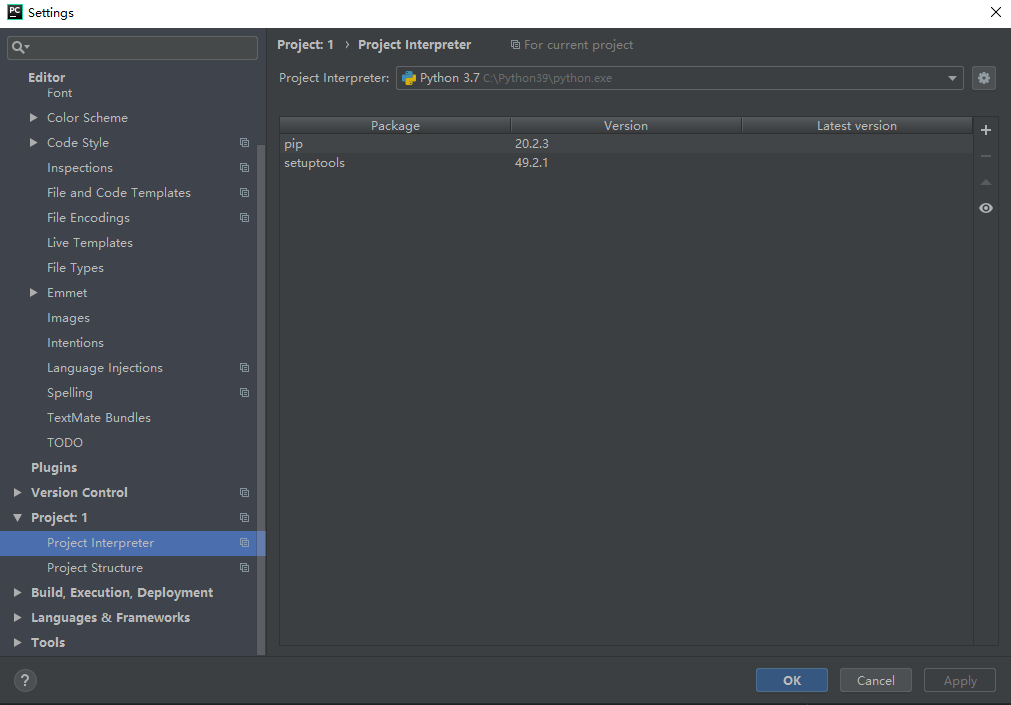 PC Settings
Editor
Font
Color Scheme
Code Style
Inspections
File and Code Templates
File Encodings
Live Templates
File Types
Emmet
Images
Intentions
Language Injections
Spelling
TextMate Bundles
TODO
Plugins
Version Control
Project: 1
Project Interpreter
Project Structure
Build, Execution, Deployment
Languages & Frameworks
Tools
Project: 1 › Project Interpreter For current project
Project Interpreter: Python 3.7 C:\Python39\python.exe
Package Version Latest version
pip 20.2.3
setuptools 49.2.1
? OK Cancel Apply